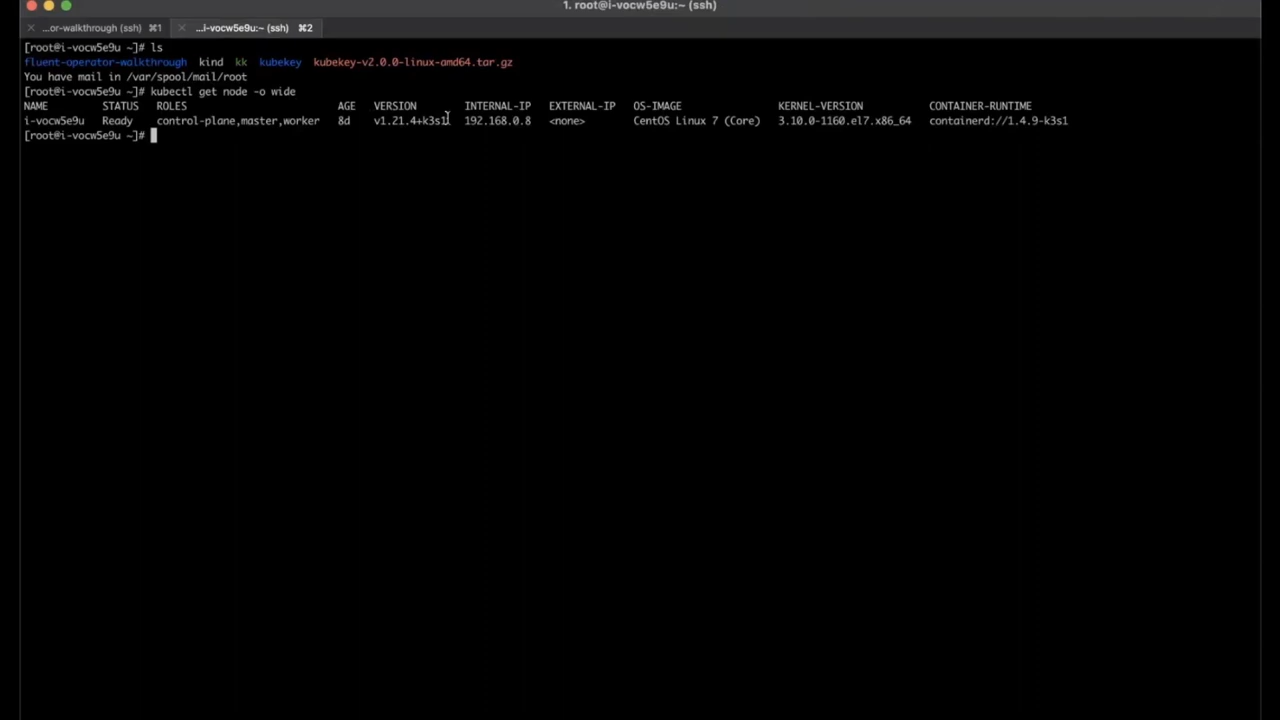 1. root@i-vocw5e9u:~ (ssh)
...or-walkthrough (ssh) ⌘1 ...i-vocw5e9u:~ (ssh) ⌘2
[root@i-vocw5e9u ~]# ls
fluent-operator-walkthrough kind kk kubekey kubekey-v2.0.0-linux-amd64.tar.gz
You have mail in /var/spool/mail/root
[root@i-vocw5e9u ~]# kubectl get node -o wide
NAME STATUS ROLES AGE VERSION INTERNAL-IP EXTERNAL-IP OS-IMAGE KERNEL-VERSION CONTAINER-RUNTIME
i-vocw5e9u Ready control-plane,master,worker 8d v1.21.4+k3s1 192.168.0.8 <none> CentOS Linux 7 (Core) 3.10.0-1160.el7.x86_64 containerd://1.4.9-k3s1
[root@i-vocw5e9u ~]#